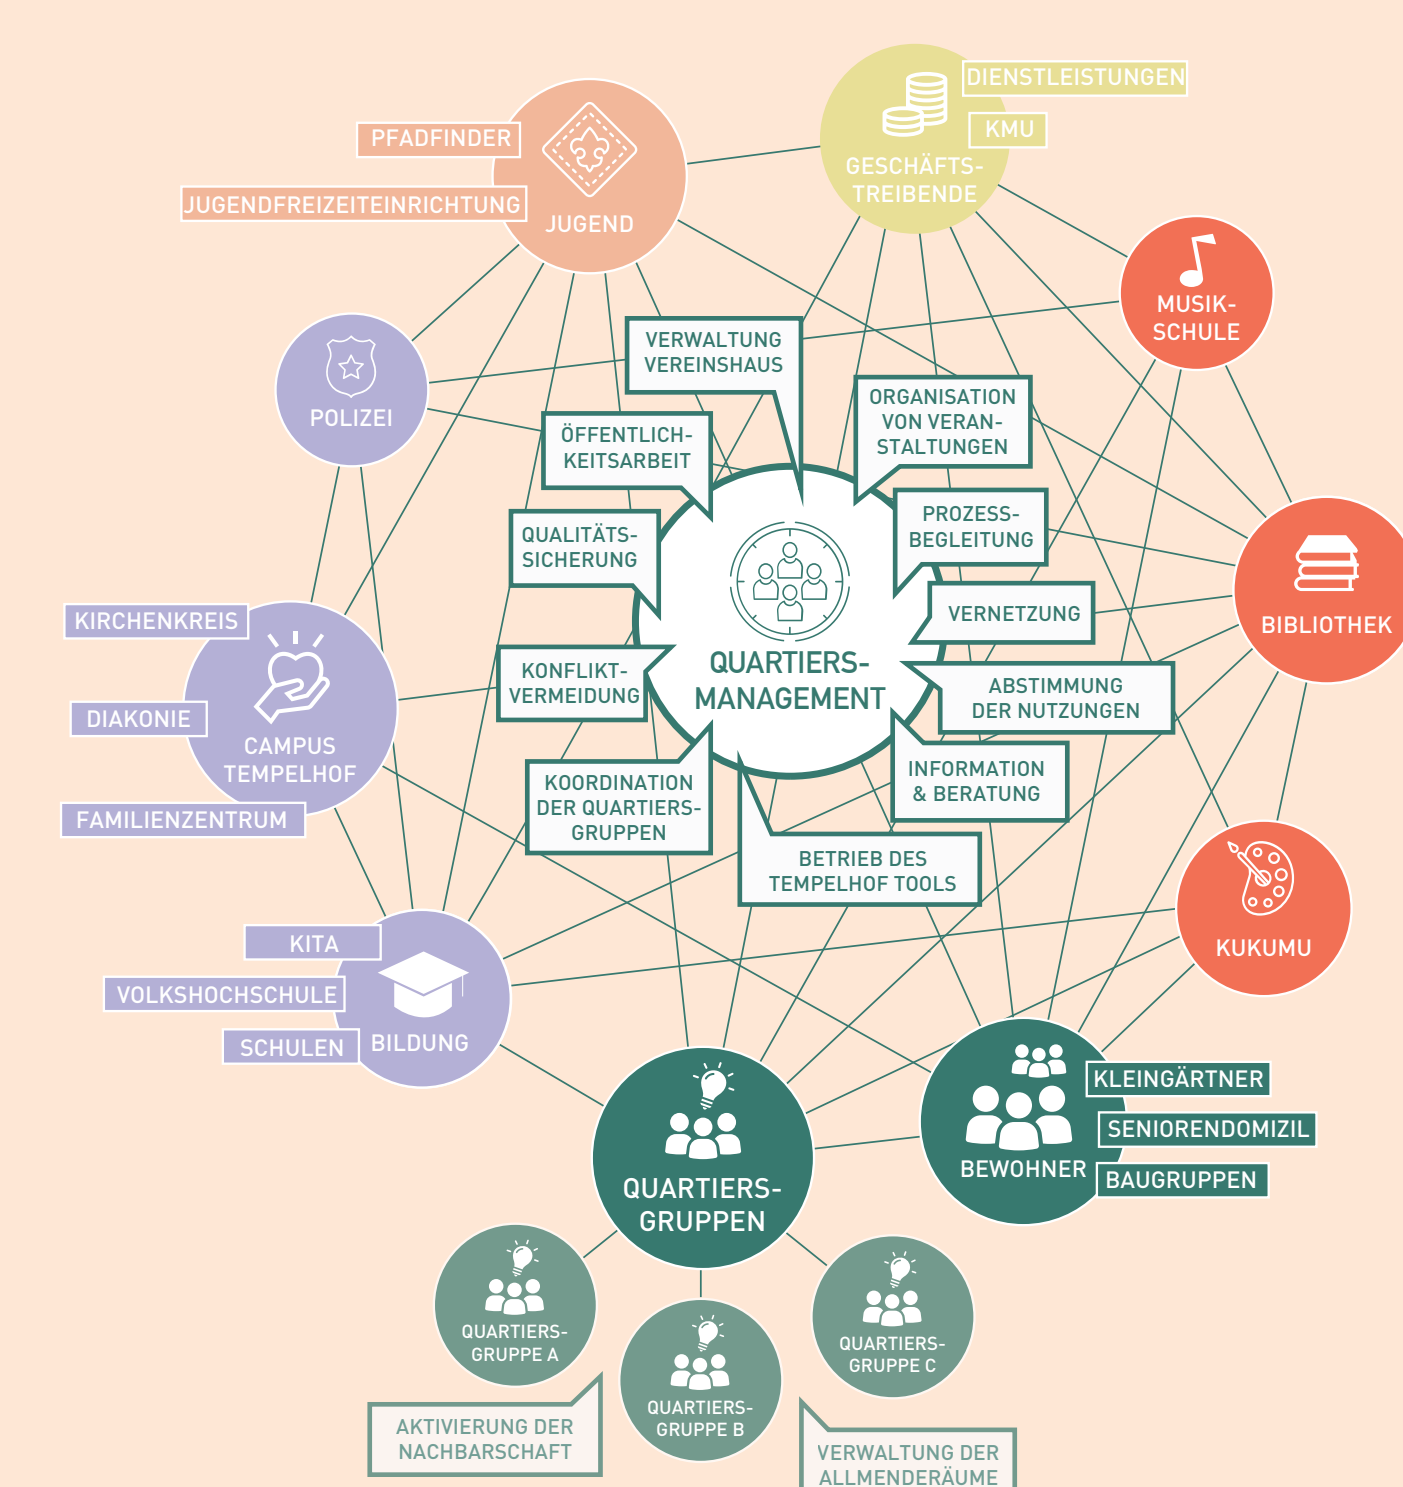 DIENSTLEISTUNGEN
KMU
GESCHÄFTS-
TREIBENDE
PFADFINDER
JUGENDFREIZEITEINRICHTUNG
JUGEND
MUSIK-
SCHULE
POLIZEI
VERWALTUNG
VEREINSHAUS
ORGANISATION
VON VERAN-
STALTUNGEN
ÖFFENTLICH-
KEITSARBEIT
PROZESS-
BEGLEITUNG
QUALITÄTS-
SICHERUNG
VERNETZUNG
BIBLIOTHEK
KONFLIKT-
VERMEIDUNG
QUARTIERS-
MANAGEMENT
ABSTIMMUNG
DER NUTZUNGEN
KIRCHENKREIS
DIAKONIE
CAMPUS
TEMPELHOF
FAMILIENZENTRUM
KOORDINATION
DER QUARTIERS-
GRUPPEN
INFORMATION
& BERATUNG
BETRIEB DES
TEMPELHOF TOOLS
KUKUMU
KITA
VOLKSHOCHSCHULE
SCHULEN
BILDUNG
KLEINGÄRTNER
SENIORENDOMIZIL
BAUGRUPPEN
BEWOHNER
QUARTIERS-
GRUPPEN
QUARTIERS-
GRUPPE A
QUARTIERS-
GRUPPE B
QUARTIERS-
GRUPPE C
AKTIVIERUNG DER
NACHBARSCHAFT
VERWALTUNG DER
ALLMENDERÄUME